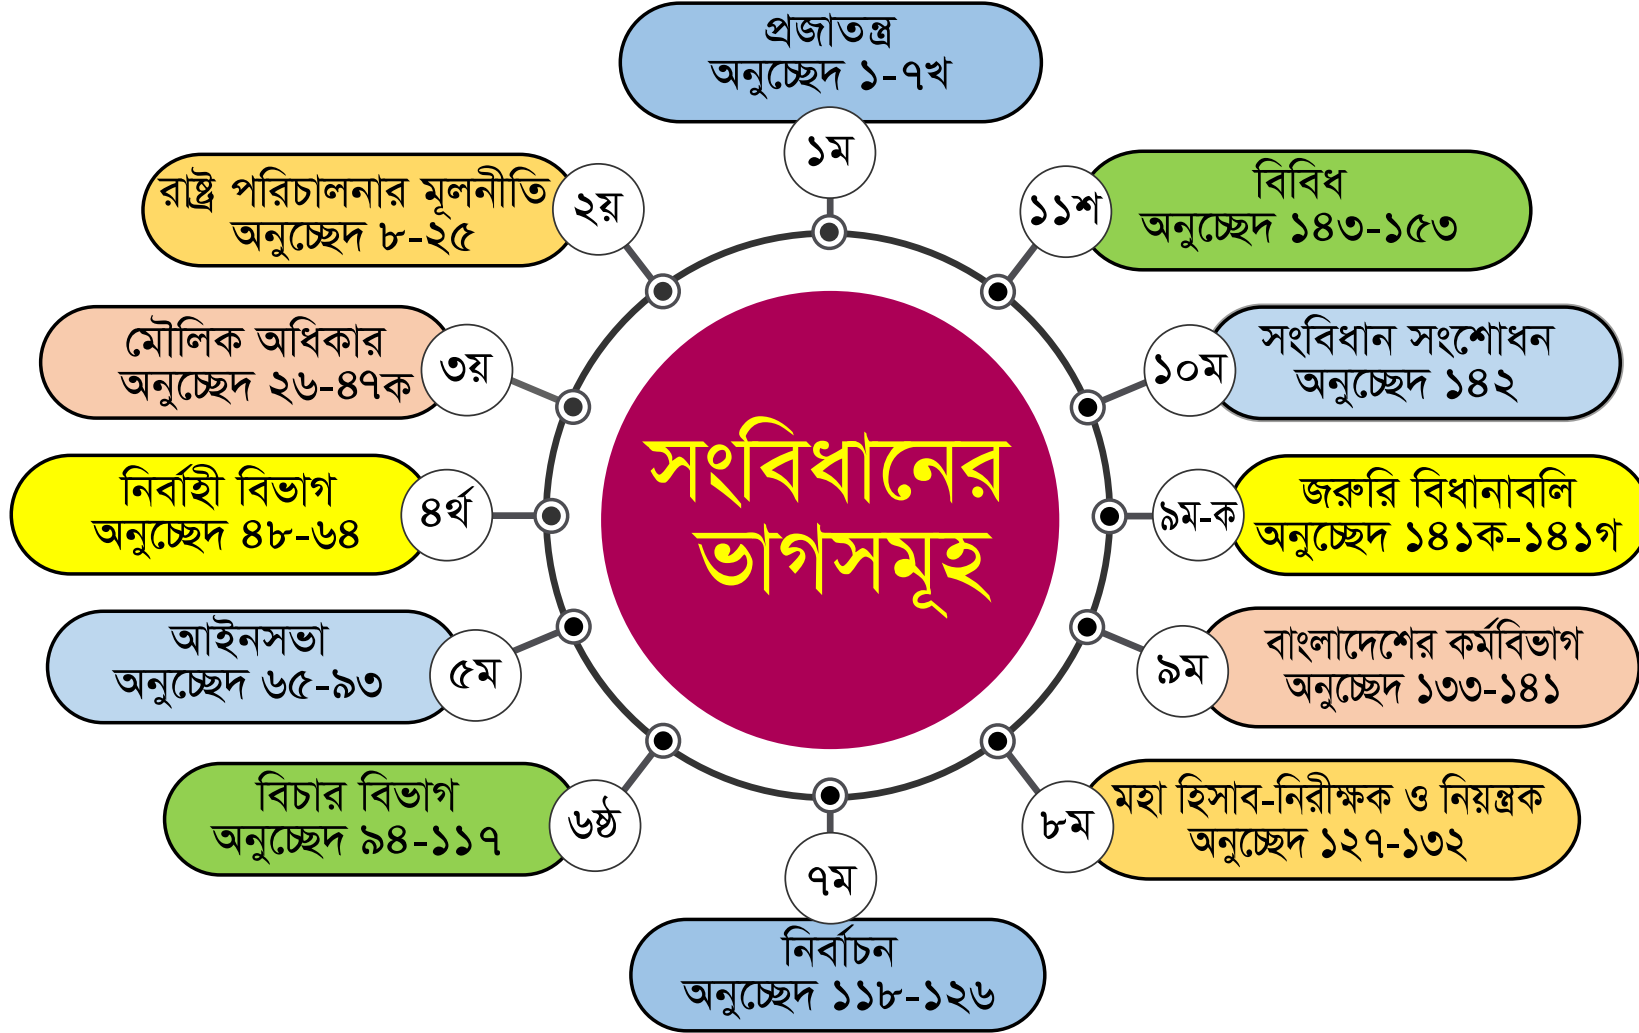 প্রজাতন্ত্র
অনুচ্ছেদ ১-৭খ
১ম
রাষ্ট্র পরিচালনার মূলনীতি
অনুচ্ছেদ ৮-২৫
২য়
মৌলিক অধিকার
অনুচ্ছেদ ২৬-৪৭ক
৩য়
নির্বাহী বিভাগ
অনুচ্ছেদ ৪৮-৬৪
৪র্থ
আইনসভা
অনুচ্ছেদ ৬৫-৯৩
৫ম
বিচার বিভাগ
অনুচ্ছেদ ৯৪-১১৭
৬ষ্ঠ
৭ম
নির্বাচন
অনুচ্ছেদ ১১৮-১২৬
৮ম
মহা হিসাব-নিরীক্ষক ও নিয়ন্ত্রক
অনুচ্ছেদ ১২৭-১৩২
৯ম
বাংলাদেশের কর্মবিভাগ
অনুচ্ছেদ ১৩৩-১৪১
৯ম-ক
জরুরি বিধানাবলি
অনুচ্ছেদ ১৪১ক-১৪১গ
১০ম
সংবিধান সংশোধন
অনুচ্ছেদ ১৪২
১১শ
বিবিধ
অনুচ্ছেদ ১৪৩-১৫৩
সংবিধানের
ভাগসমূহ